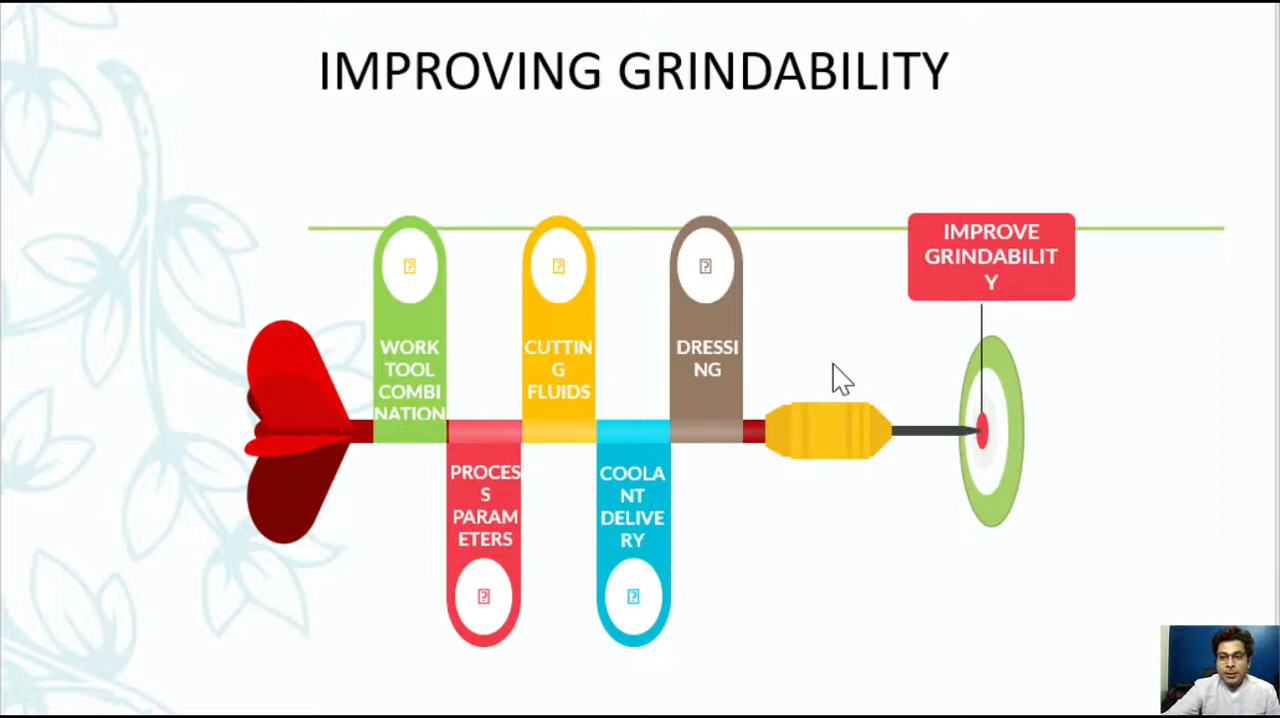 IMPROVING GRINDABILITY
IMPROVE
GRINDABILIT
Y
WORK
TOOL
COMBI
NATION
CUTTIN
G
FLUIDS
DRESSI
NG
PROCES
S
PARAM
ETERS
COOLA
NT
DELIVE
RY